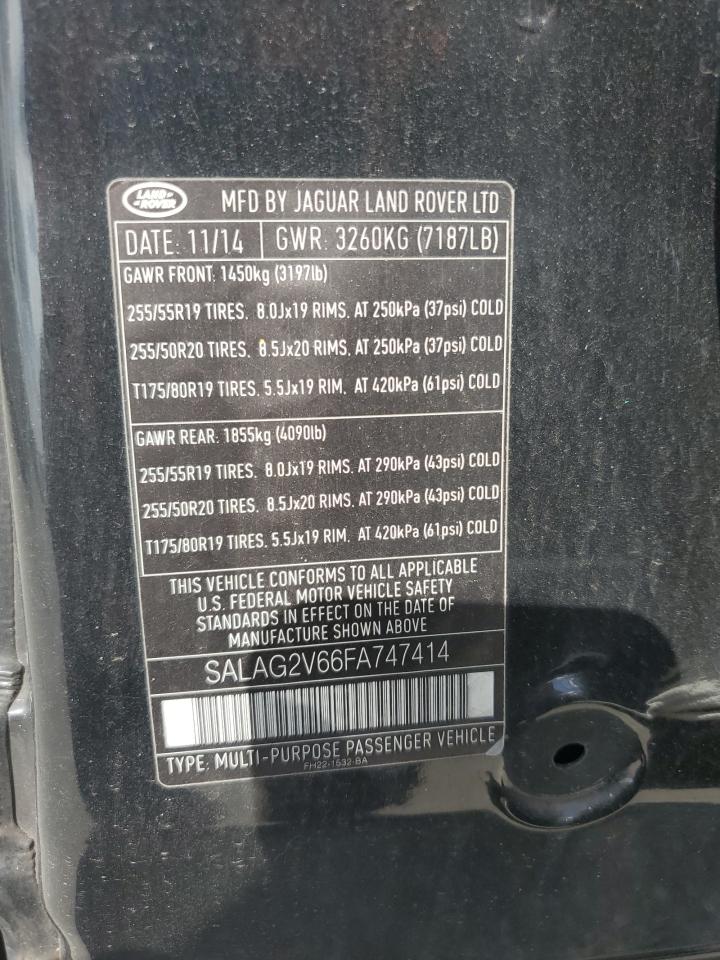 LAND-
-ROVER
MFD BY JAGUAR LAND ROVER LTD
DATE: 11/14 GWR: 3260KG (7187LB)
GAWR FRONT: 1450kg (3197lb)
255/55R19 TIRES. 8.0Jx19 RIMS. AT 250kPa (37psi) COLD
255/50R20 TIRES. 8.5Jx20 RIMS. AT 250kPa (37psi) COLD
T175/80R19 TIRES. 5.5Jx19 RIM. AT 420kPa (61psi) COLD
GAWR REAR: 1855kg (4090lb)
255/55R19 TIRES. 8.0Jx19 RIMS. AT 290kPa (43psi) COLD
255/50R20 TIRES. 8.5Jx20 RIMS. AT 290kPa (43psi) COLD
T175/80R19 TIRES. 5.5Jx19 RIM. AT 420kPa (61psi) COLD
THIS VEHICLE CONFORMS TO ALL APPLICABLE
U.S. FEDERAL MOTOR VEHICLE SAFETY
STANDARDS IN EFFECT ON THE DATE OF
MANUFACTURE SHOWN ABOVE
SALAG2V66FA747414
TYPE: MULTI-PURPOSE PASSENGER VEHICLE
FH22-1532-BA